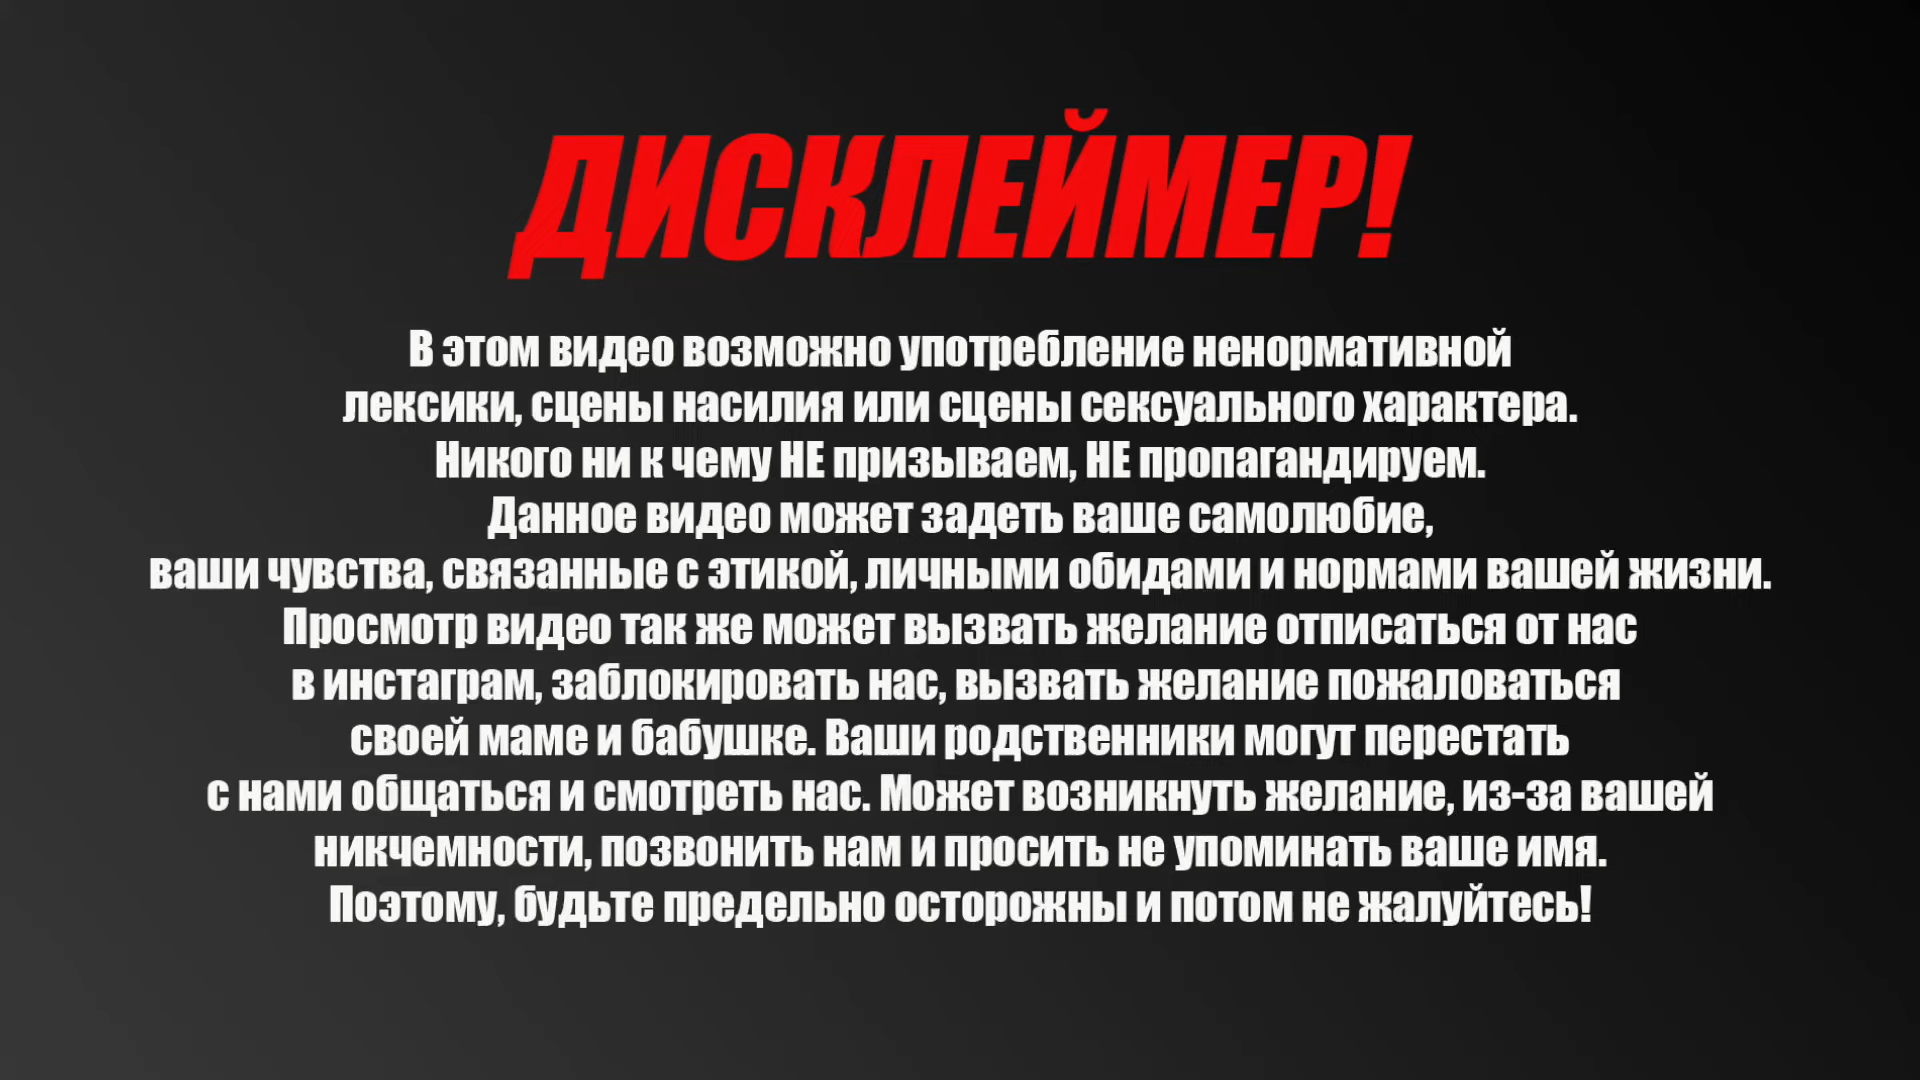 ДИСКЛЕЙМЕР!
В этом видео возможно употребление ненормативной
лексики, сцены насилия или сцены сексуального характера.
Никого ни к чему НЕ призываем, НЕ пропагандируем.
Данное видео может задеть ваше самолюбие,
ваши чувства, связанные с этикой, личными обидами и нормами вашей жизни.
Просмотр видео так же может вызвать желание отписаться от нас
в инстаграм, заблокировать нас, вызвать желание пожаловаться
своей маме и бабушке. Ваши родственники могут перестать
с нами общаться и смотреть нас. Может возникнуть желание, из-за вашей
никчемности, позвонить нам и просить не упоминать ваше имя.
Поэтому, будьте предельно осторожны и потом не жалуйтесь!